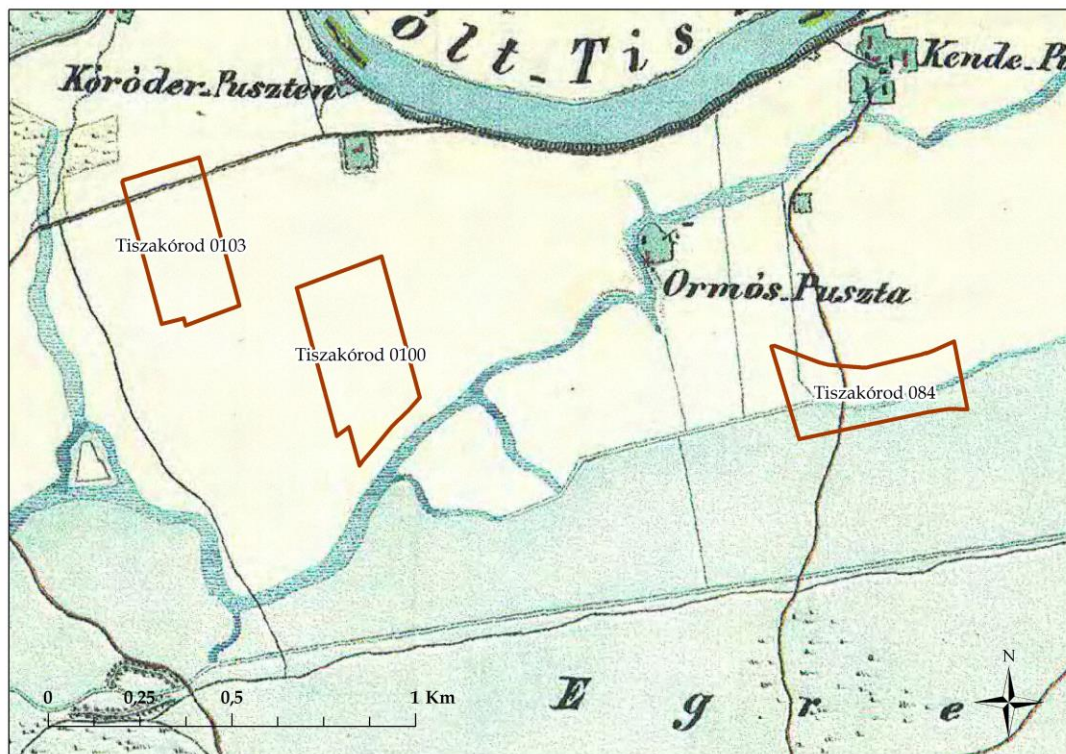 ólt-Tis
Kende-Pu
Kóróder-Puszten
Tiszakórod 0103
Ormós-Puszta
Tiszakórod 0100
Tiszakórod 084
0 0,25 0,5 1 Km
N
Egre